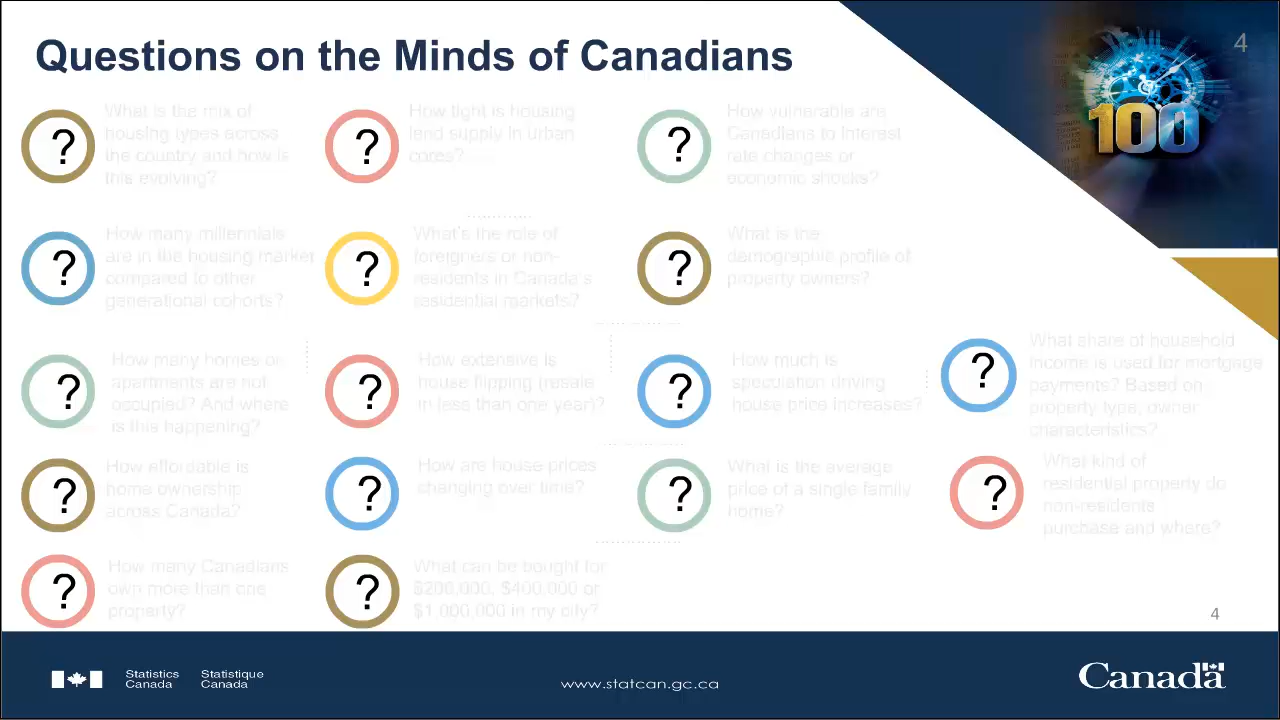 Questions on the Minds of Canadians
4
100
?
What is the mix of
housing types across
the country and how is
this evolving?
?
How tight is housing
land supply in urban
cores?
?
How vulnerable are
Canadians to interest
rate changes or
economic shocks?
?
How many millennials
are in the housing market
compared to other
generational cohorts?
?
What's the role of
foreigners or non-
residents in Canada's
residential markets?
?
What is the
demographic profile of
property owners?
?
How many homes or
apartments are not
occupied? And where
is this happening?
?
How extensive is
house flipping (resale
in less than one year)?
?
How much is
speculation driving
house price increases?
?
What share of household
income is used for mortgage
payments? Based on
property type, owner
characteristics?
?
How affordable is
home ownership
across Canada?
?
How are house prices
changing over time?
?
What is the average
price of a single family
home?
?
What kind of
residential property do
non-residents
purchase and where?
?
How many Canadians
own more than one
property?
?
What can be bought for
$200,000, $400,000 or
$1,000,000 in my city?
4
Statistics Canada
Statistique Canada
www.statcan.gc.ca
Canada